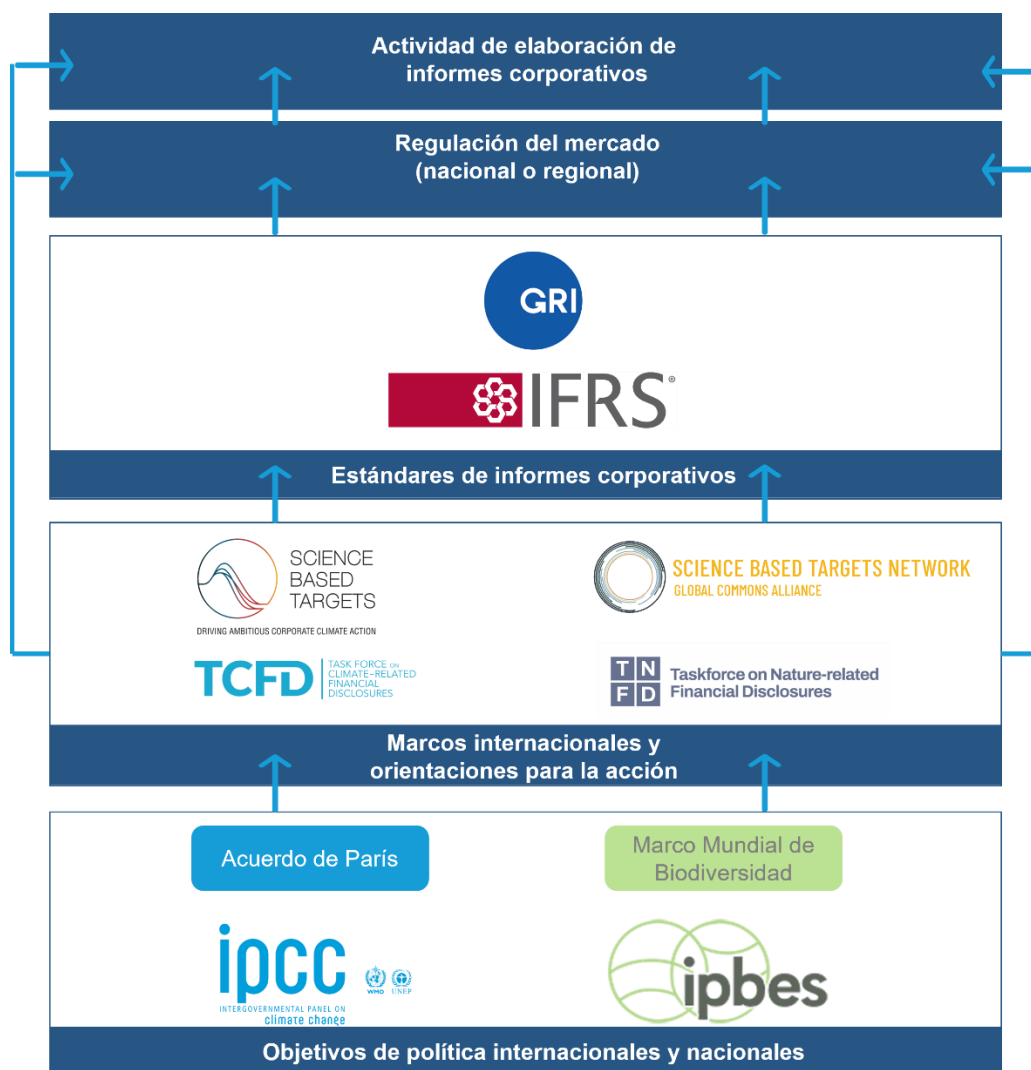 Actividad de elaboración de
informes corporativos
Regulación del mercado
(nacional o regional)
GRI
IFRS®
Estándares de informes corporativos
SCIENCE
BASED
TARGETS
DRIVING AMBITIOUS CORPORATE CLIMATE ACTION
SCIENCE BASED TARGETS NETWORK
GLOBAL COMMONS ALLIANCE
TCFD
TASK FORCE ON
CLIMATE-RELATED
FINANCIAL
DISCLOSURES
TN
FD
Taskforce on Nature-related
Financial Disclosures
Marcos internacionales y
orientaciones para la acción
Acuerdo de París
Marco Mundial de
Biodiversidad
ipcc
INTERGOVERNMENTAL PANEL ON
climate change
WMO
UNEP
ipbes
Objetivos de política internacionales y nacionales